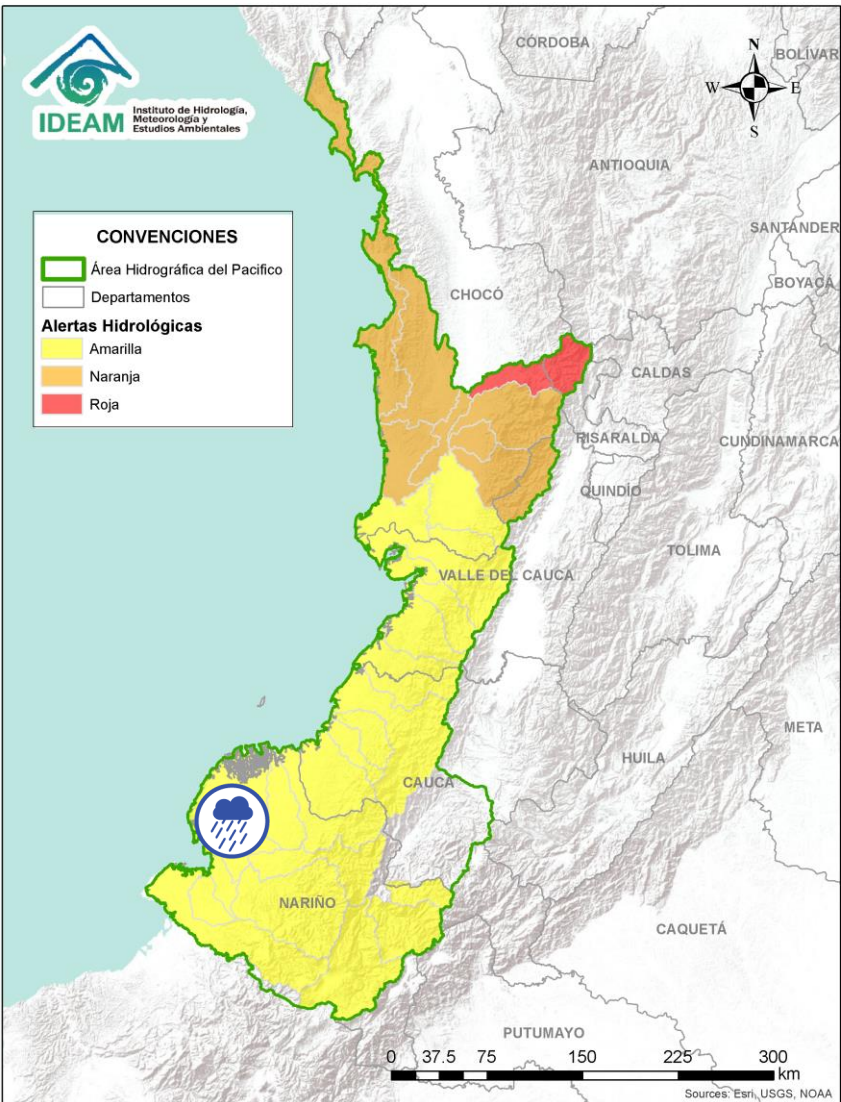 IDEAM
Instituto de Hidrología,
Meteorología y
Estudios Ambientales
CÓRDOBA
BOLIVAR
N
W
E
S
ANTIOQUIA
SANTANDER
BOYACÁ
CONVENCIONES
Área Hidrográfica del Pacifico
Departamentos
Alertas Hidrológicas
Amarilla
Naranja
Roja
CHOCÓ
CALDAS
RISARALDA
CUNDINAMARCA
QUINDÍO
TOLIMA
VALLE DEL CAUCA
META
HUILA
CAUCA
NARIÑO
CAQUETÁ
PUTUMAYO
0 37.5 75 150 225 300
km
Sources: Esri, USGS, NOAA